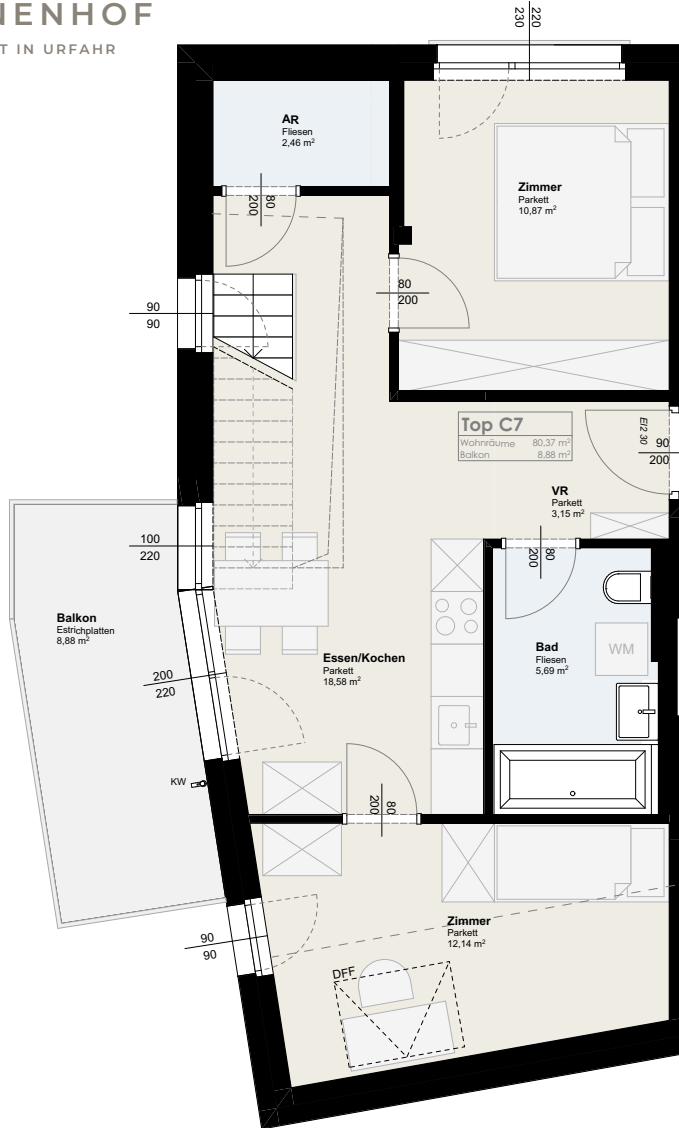 NENHOF
T IN URFAHR
230
220
AR
Fliesen
2,46 m²
200
80
Zimmer
Parkett
10,87 m²
80
200
90
90
Top C7
Wohnräume 80,37 m²
Balkon 8,88 m²
EI2 30
90
200
VR
Parkett
3,15 m²
100
220
200
80
Balkon
Estrichplatten
8,88 m²
Essen/Kochen
Parkett
18,58 m²
Bad
Fliesen
5,69 m²
WM
200
220
KW
200
80
Zimmer
Parkett
12,14 m²
90
90
DFF